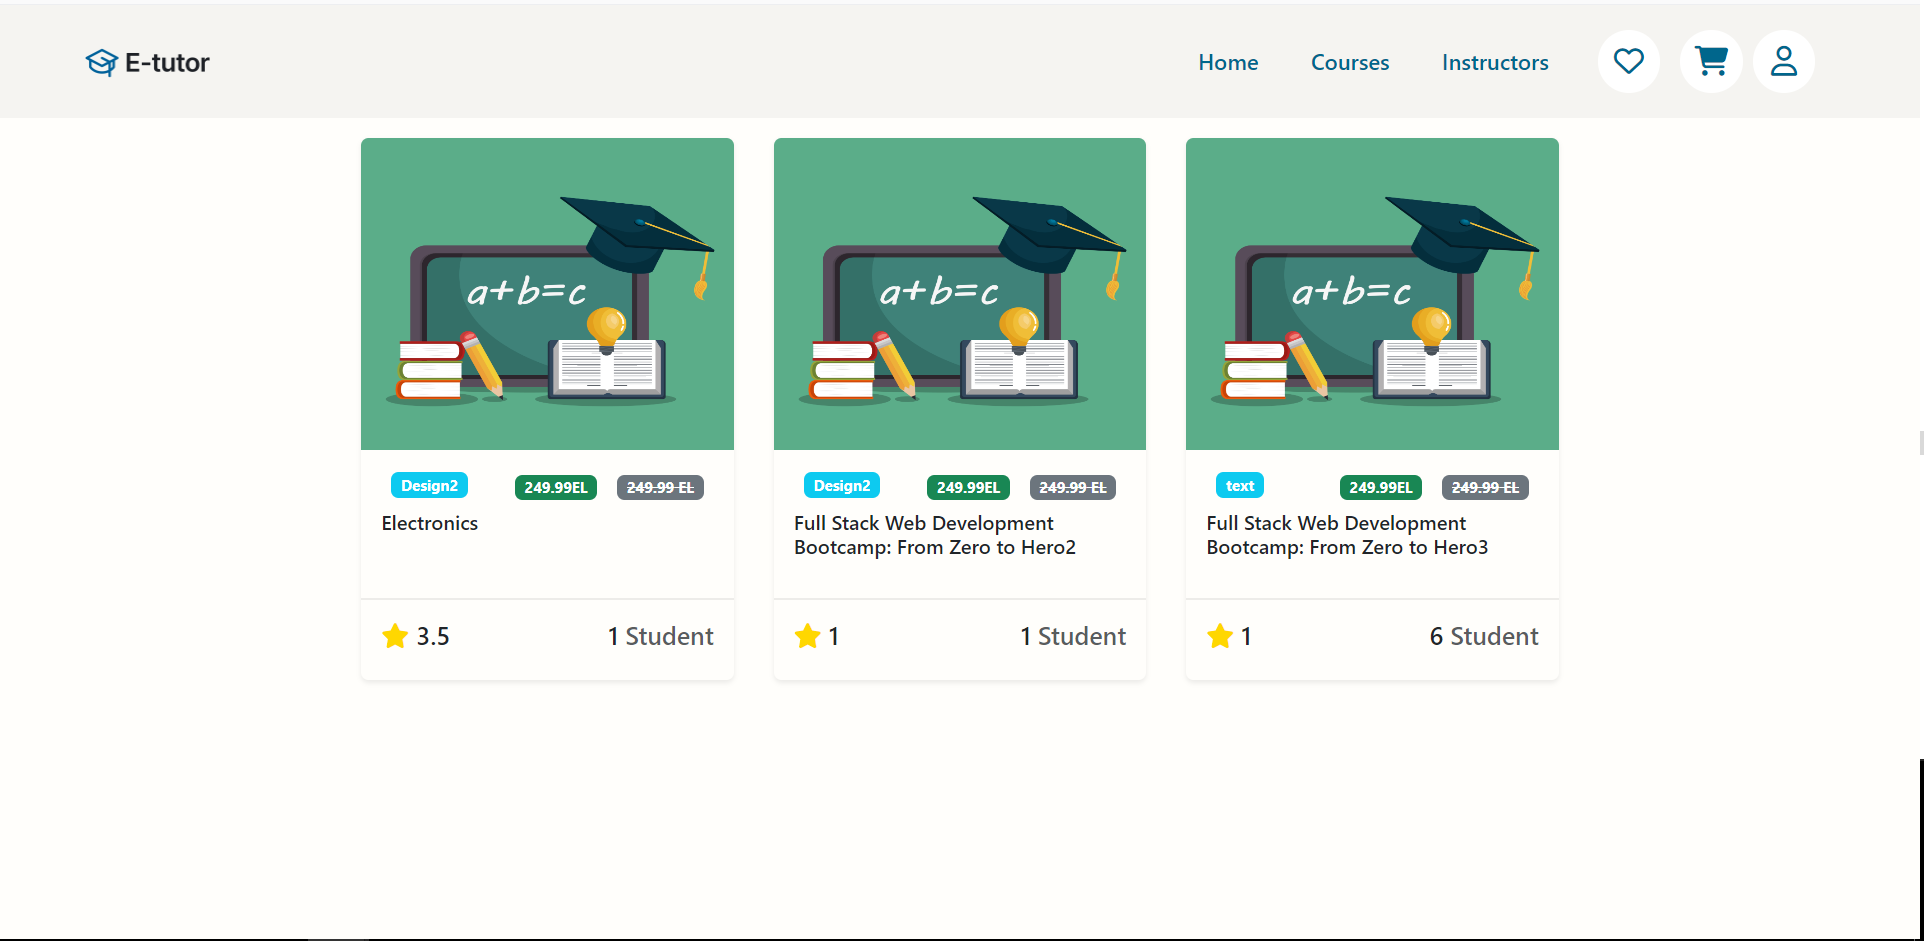 E-tutor
Home Courses Instructors
a+b=c
a+b=c
a+b=c
Design2 249.99EL 249.99 EL
Electronics
3.5 1 Student
Design2 249.99EL 249.99 EL
Full Stack Web Development
Bootcamp: From Zero to Hero2
1 1 Student
text 249.99EL 249.99 EL
Full Stack Web Development
Bootcamp: From Zero to Hero3
1 6 Student